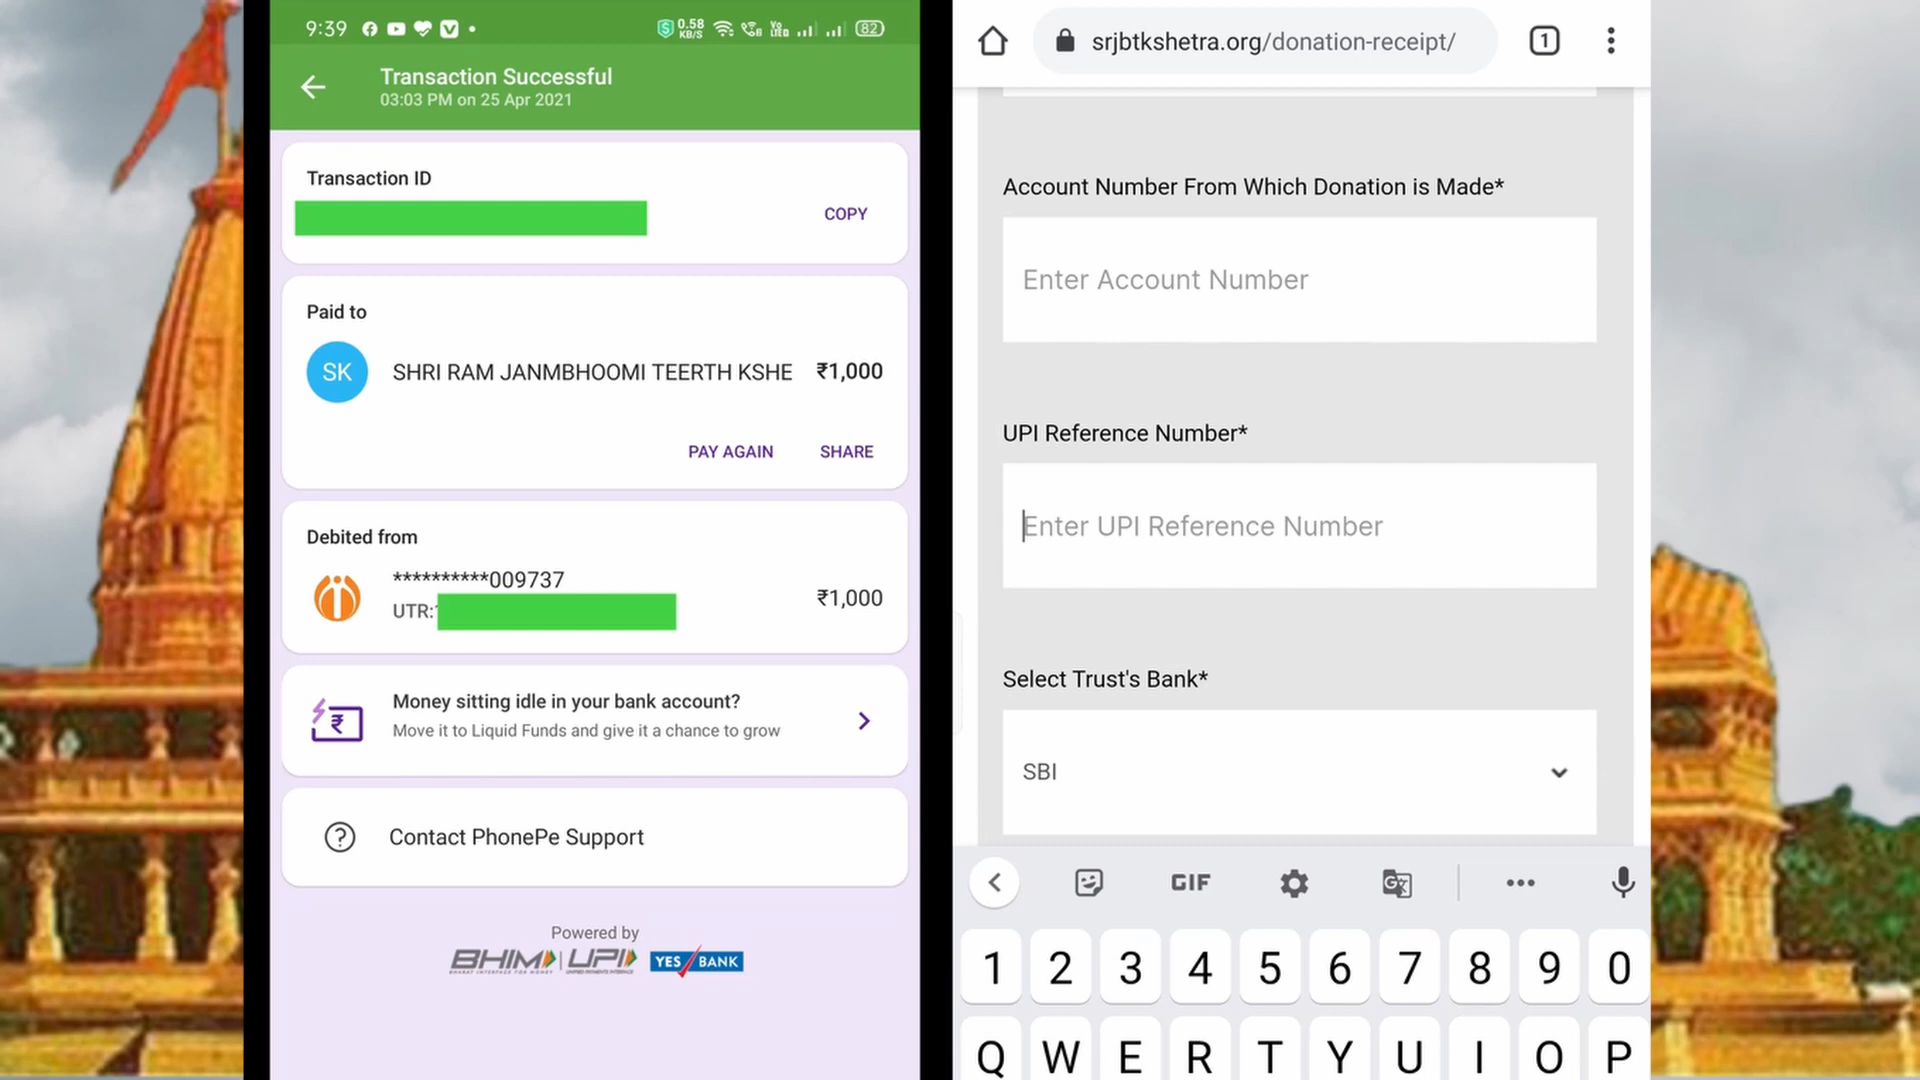 9:39
0.58
KB/S
Vo
LTE
82
Transaction Successful
03:03 PM on 25 Apr 2021
Transaction ID
COPY
Paid to
SK
SHRI RAM JANMBHOOMI TEERTH KSHE
₹1,000
PAY AGAIN
SHARE
Debited from
**********009737
UTR:
₹1,000
Money sitting idle in your bank account?
Move it to Liquid Funds and give it a chance to grow
Contact PhonePe Support
Powered by
BHIM UPI YES BANK
srjbtkshetra.org/donation-receipt/
1
Account Number From Which Donation is Made*
Enter Account Number
UPI Reference Number*
Enter UPI Reference Number
Select Trust's Bank*
SBI
GIF
1 2 3 4 5 6 7 8 9 0
Q W E R T Y U I O P